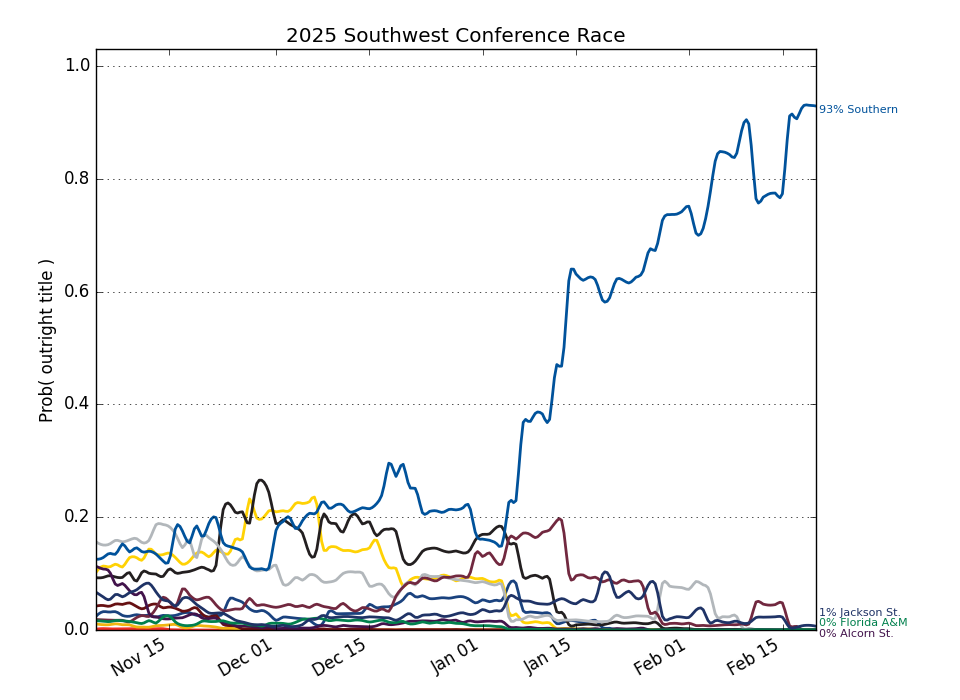 2025 Southwest Conference Race
Prob( outright title )
1.0
0.8
0.6
0.4
0.2
0.0
93% Southern
1% Jackson St.
0% Florida A&M
0% Alcorn St.
Nov 15
Dec 01
Dec 15
Jan 01
Jan 15
Feb 01
Feb 15